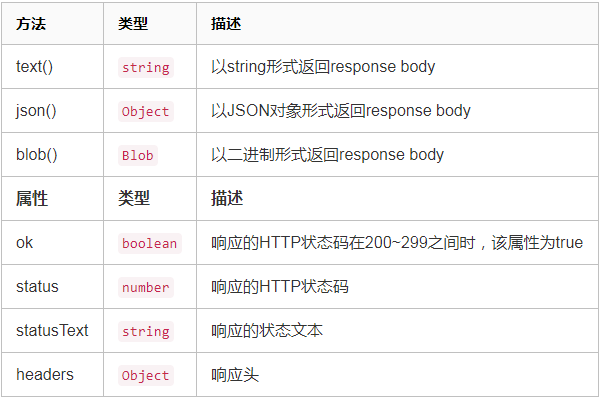 方法 类型 描述
text() string 以string形式返回response body
json() Object 以JSON对象形式返回response body
blob() Blob 以二进制形式返回response body
属性 类型 描述
ok boolean 响应的HTTP状态码在200~299之间时，该属性为true
status number 响应的HTTP状态码
statusText string 响应的状态文本
headers Object 响应头